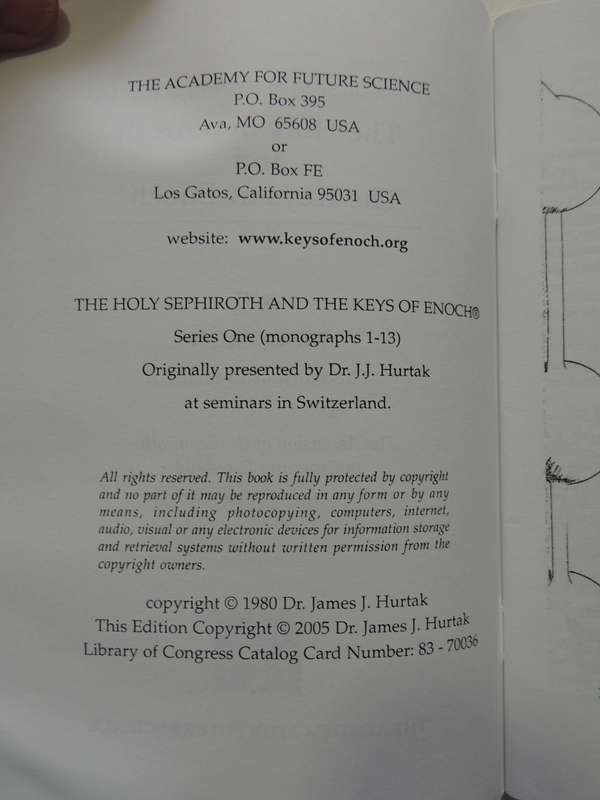 THE ACADEMY FOR FUTURE SCIENCE
P.O. Box 395
Ava, MO 65608 USA
or
P.O. Box FE
Los Gatos, California 95031 USA
website: www.keysofenoch.org
THE HOLY SEPHIROTH AND THE KEYS OF ENOCH®
Series One (monographs 1-13)
Originally presented by Dr. J.J. Hurtak
at seminars in Switzerland.
All rights reserved. This book is fully protected by copyright
and no part of it may be reproduced in any form or by any
means, including photocopying, computers, internet,
audio, visual or any electronic devices for information storage
and retrieval systems without written permission from the
copyright owners.
copyright © 1980 Dr. James J. Hurtak
This Edition Copyright © 2005 Dr. James J. Hurtak
Library of Congress Catalog Card Number: 83 - 70036